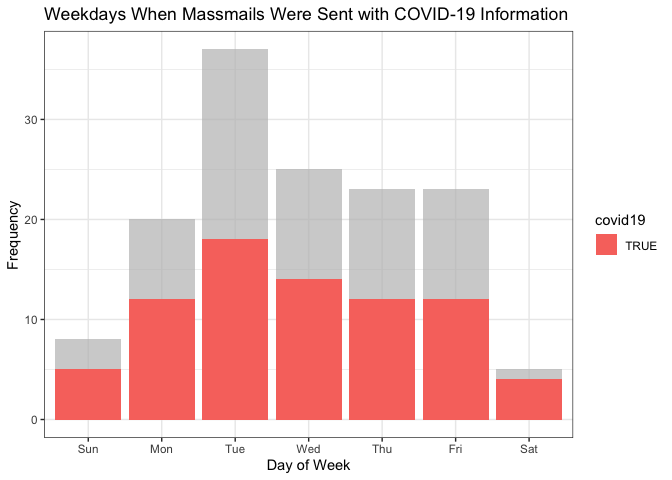 Weekdays When Massmails Were Sent with COVID-19 Information
Frequency
30
20
10
0
Sun Mon Tue Wed Thu Fri Sat
Day of Week
covid19
TRUE